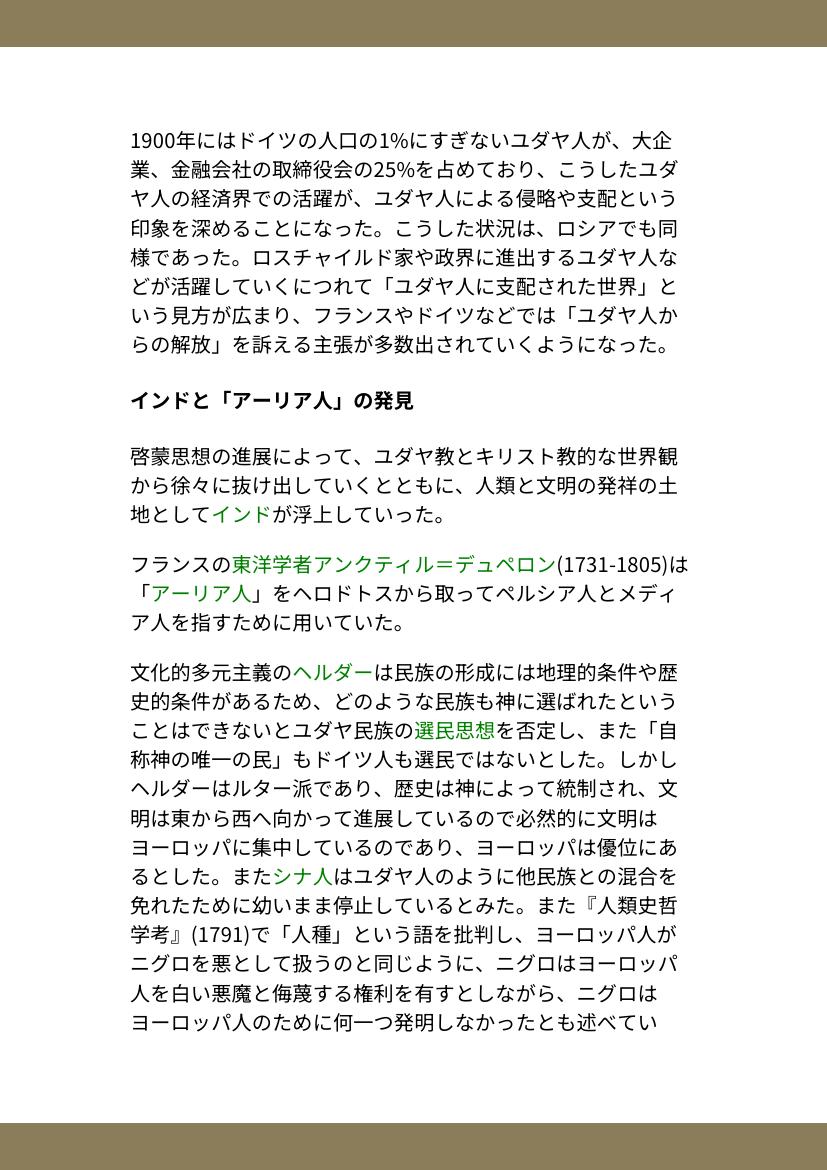 1900年にはドイツの人口の1%にすぎないユダヤ人が、大企
業、金融会社の取締役会の25%を占めており、こうしたユダ
ヤ人の経済界での活躍が、ユダヤ人による侵略や支配という
印象を深めることになった。こうした状況は、ロシアでも同
様であった。ロスチャイルド家や政界に進出するユダヤ人な
どが活躍していくにつれて「ユダヤ人に支配された世界」と
いう見方が広まり、フランスやドイツなどでは「ユダヤ人か
らの解放」を訴える主張が多数出されていくようになった。
インドと「アーリア人」の発見
啓蒙思想の進展によって、ユダヤ教とキリスト教的な世界観
から徐々に抜け出していくとともに、人類と文明の発祥の土
地としてインドが浮上していった。
フランスの東洋学者アンクティル＝デュペロン(1731-1805)は
「アーリア人」をヘロドトスから取ってペルシア人とメディ
ア人を指すために用いていた。
文化的多元主義のヘルダーは民族の形成には地理的条件や歴
史的条件があるため、どのような民族も神に選ばれたという
ことはできないとユダヤ民族の選民思想を否定し、また「自
称神の唯一の民」もドイツ人も選民ではないとした。しかし
ヘルダーはルター派であり、歴史は神によって統制され、文
明は東から西へ向かって進展しているので必然的に文明は
ヨーロッパに集中しているのであり、ヨーロッパは優位にあ
るとした。またシナ人はユダヤ人のように他民族との混合を
免れたために幼いまま停止しているとみた。また『人類史哲
学考』(1791)で「人種」という語を批判し、ヨーロッパ人が
ニグロを悪として扱うのと同じように、ニグロはヨーロッパ
人を白い悪魔と侮蔑する権利を有すとしながら、ニグロは
ヨーロッパ人のために何一つ発明しなかったとも述べてい